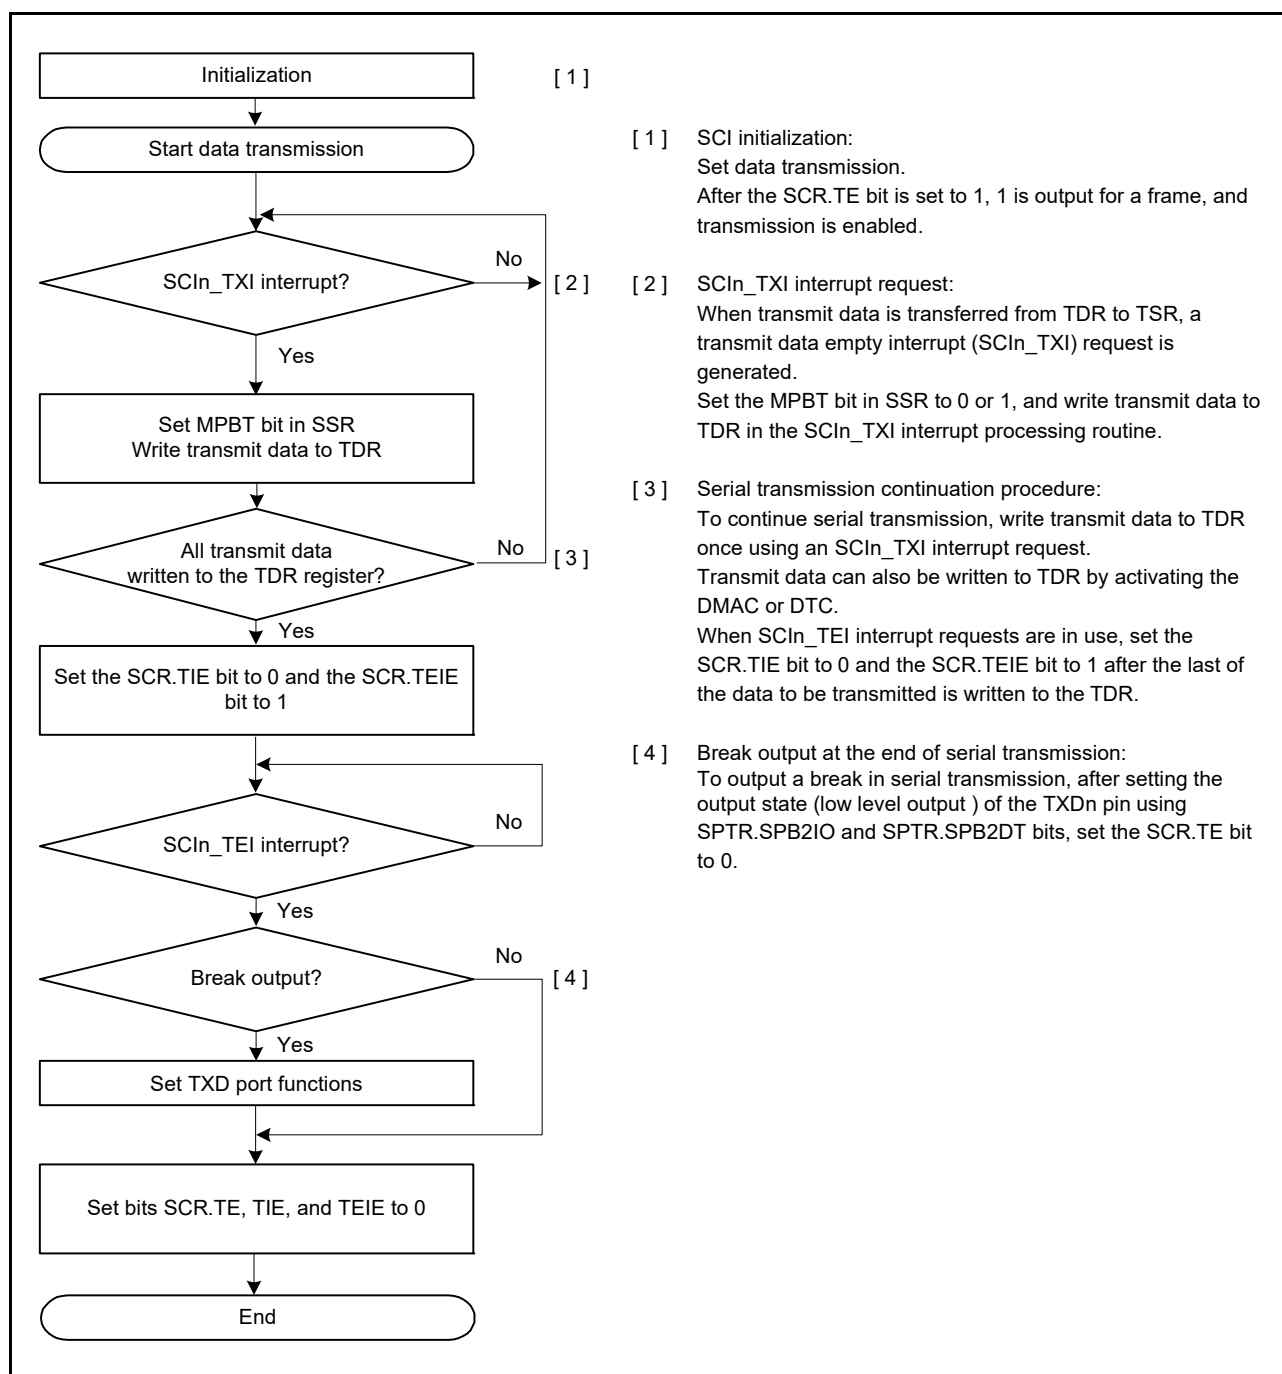 Initialization
[ 1 ]
Start data transmission
SCIn_TXI interrupt?
No
[ 2 ]
Yes
Set MPBT bit in SSR
Write transmit data to TDR
All transmit data
written to the TDR register?
No
[ 3 ]
Yes
Set the SCR.TIE bit to 0 and the SCR.TEIE
bit to 1
SCIn_TEI interrupt?
No
Yes
Break output?
No
[ 4 ]
Yes
Set TXD port functions
Set bits SCR.TE, TIE, and TEIE to 0
End
[ 1 ] SCI initialization:
Set data transmission.
After the SCR.TE bit is set to 1, 1 is output for a frame, and
transmission is enabled.
[ 2 ] SCIn_TXI interrupt request:
When transmit data is transferred from TDR to TSR, a
transmit data empty interrupt (SCIn_TXI) request is
generated.
Set the MPBT bit in SSR to 0 or 1, and write transmit data to
TDR in the SCIn_TXI interrupt processing routine.
[ 3 ] Serial transmission continuation procedure:
To continue serial transmission, write transmit data to TDR
once using an SCIn_TXI interrupt request.
Transmit data can also be written to TDR by activating the
DMAC or DTC.
When SCIn_TEI interrupt requests are in use, set the
SCR.TIE bit to 0 and the SCR.TEIE bit to 1 after the last of
the data to be transmitted is written to the TDR.
[ 4 ] Break output at the end of serial transmission:
To output a break in serial transmission, after setting the
output state (low level output ) of the TXDn pin using
SPTR.SPB2IO and SPTR.SPB2DT bits, set the SCR.TE bit
to 0.